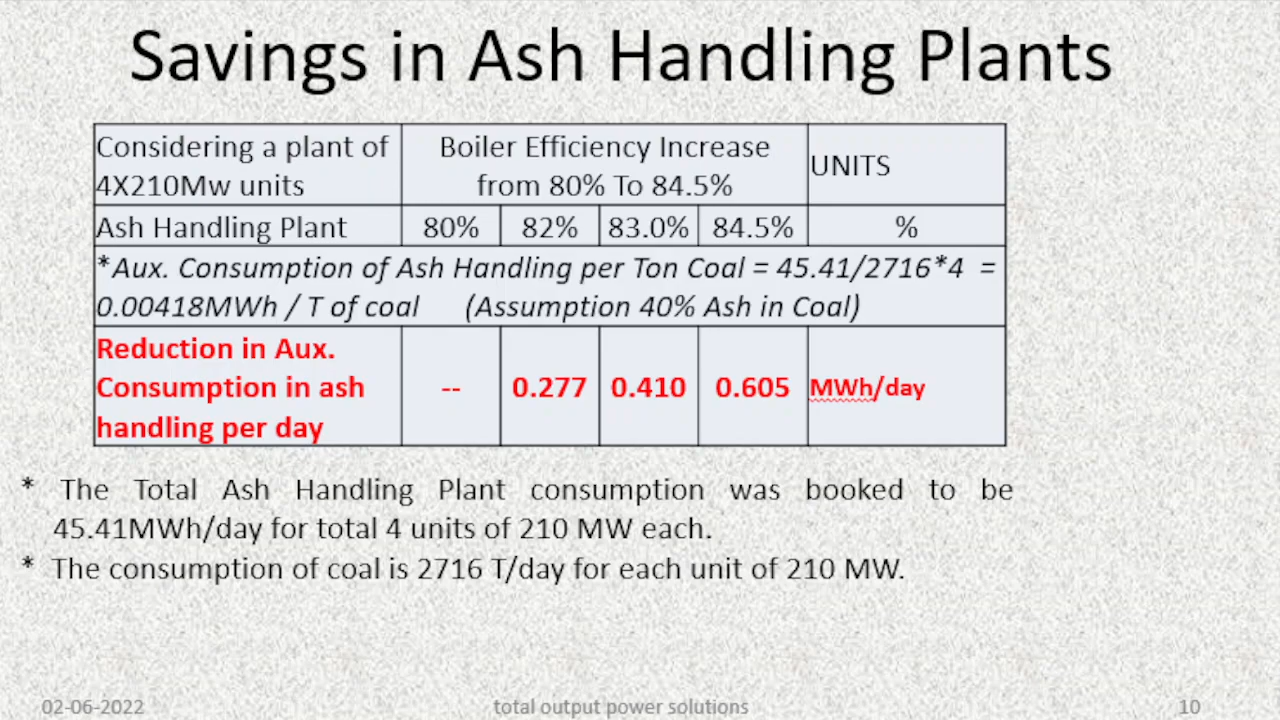 Savings in Ash Handling Plants
Considering a plant of
4X210Mw units
Boiler Efficiency Increase
from 80% To 84.5%
UNITS
Ash Handling Plant 80% 82% 83.0% 84.5% %
*Aux. Consumption of Ash Handling per Ton Coal = 45.41/2716*4 =
0.00418MWh / T of coal (Assumption 40% Ash in Coal)
Reduction in Aux.
Consumption in ash
handling per day
-- 0.277 0.410 0.605 MWh/day
* The Total Ash Handling Plant consumption was booked to be
45.41MWh/day for total 4 units of 210 MW each.
* The consumption of coal is 2716 T/day for each unit of 210 MW.
02-06-2022 total output power solutions 10